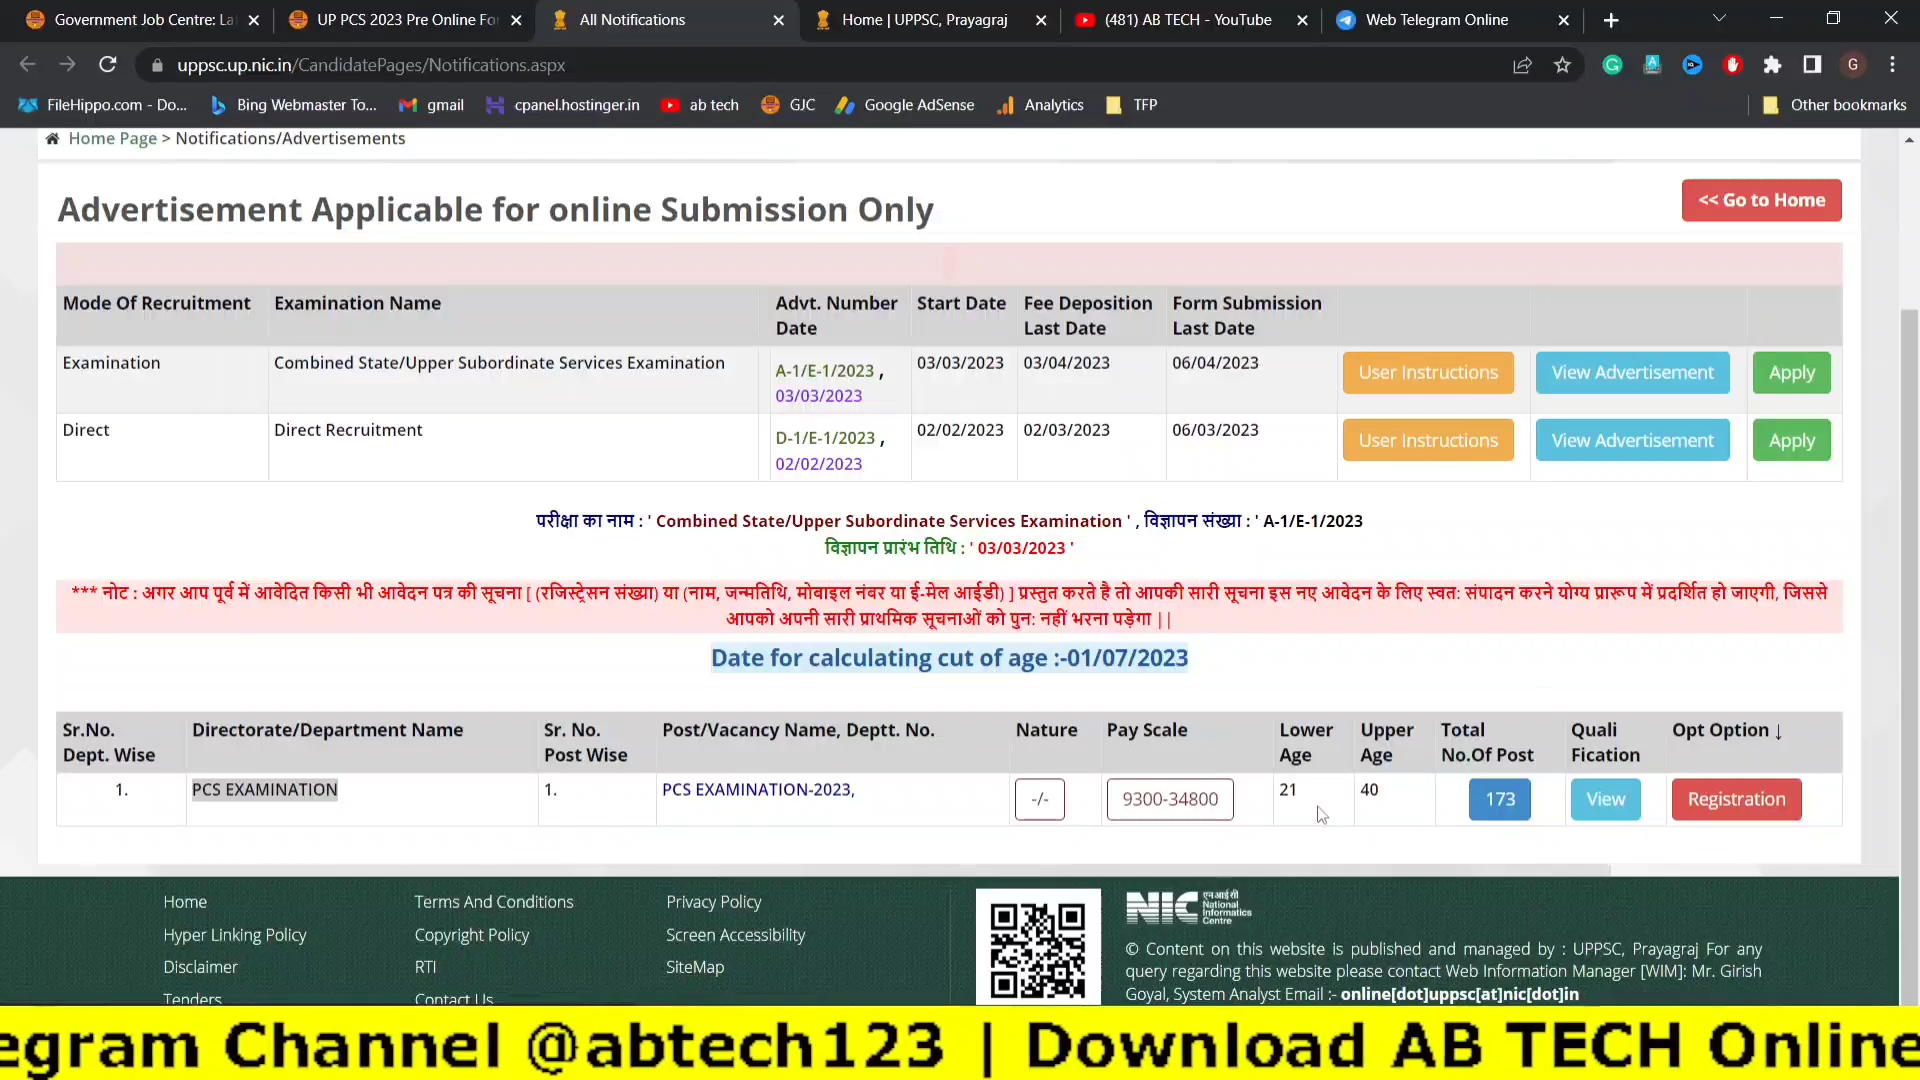 Government Job Centre: La
UP PCS 2023 Pre Online For
All Notifications
Home | UPPSC, Prayagraj
(481) AB TECH - YouTube
Web Telegram Online
uppsc.up.nic.in/CandidatePages/Notifications.aspx
G
FileHippo.com - Do...
Bing Webmaster To...
gmail
cpanel.hostinger.in
ab tech
GJC
Google AdSense
Analytics
TFP
Other bookmarks
Home Page > Notifications/Advertisements
Advertisement Applicable for online Submission Only
<< Go to Home
Mode Of Recruitment
Examination Name
Advt. Number
Date
Start Date
Fee Deposition
Last Date
Form Submission
Last Date
Examination
Combined State/Upper Subordinate Services Examination
A-1/E-1/2023 ,
03/03/2023
03/03/2023
03/04/2023
06/04/2023
User Instructions
View Advertisement
Apply
Direct
Direct Recruitment
D-1/E-1/2023 ,
02/02/2023
02/02/2023
02/03/2023
06/03/2023
User Instructions
View Advertisement
Apply
परीक्षा का नाम : ' Combined State/Upper Subordinate Services Examination ' , विज्ञापन संख्या : ' A-1/E-1/2023
विज्ञापन प्रारंभ तिथि : ' 03/03/2023 '
*** नोट : अगर आप पूर्व में आवेदित किसी भी आवेदन पत्र की सूचना [ (रजिस्ट्रेसन संख्या) या (नाम, जन्मतिथि, मोबाइल नंबर या ई-मेल आईडी) ] प्रस्तुत करते है तो आपकी सारी सूचना इस नए आवेदन के लिए स्वत: संपादन करने योग्य प्रारूप में प्रदर्शित हो जाएगी, जिससे
आपको अपनी सारी प्राथमिक सूचनाओं को पुन: नहीं भरना पड़ेगा ||
Date for calculating cut of age :-01/07/2023
Sr.No.
Dept. Wise
Directorate/Department Name
Sr. No.
Post Wise
Post/Vacancy Name, Deptt. No.
Nature
Pay Scale
Lower
Age
Upper
Age
Total
No.Of Post
Quali
Fication
Opt Option ↓
1.
PCS EXAMINATION
1.
PCS EXAMINATION-2023,
-/-
9300-34800
21
40
173
View
Registration
Home
Terms And Conditions
Privacy Policy
Hyper Linking Policy
Copyright Policy
Screen Accessibility
Disclaimer
RTI
SiteMap
Tenders
Contact Us
NIC
एन आई सी
National
Informatics
Centre
© Content on this website is published and managed by : UPPSC, Prayagraj For any
query regarding this website please contact Web Information Manager [WIM]: Mr. Girish
Goyal, System Analyst Email :- online[dot]uppsc[at]nic[dot]in
egram Channel @abtech123 | Download AB TECH Online